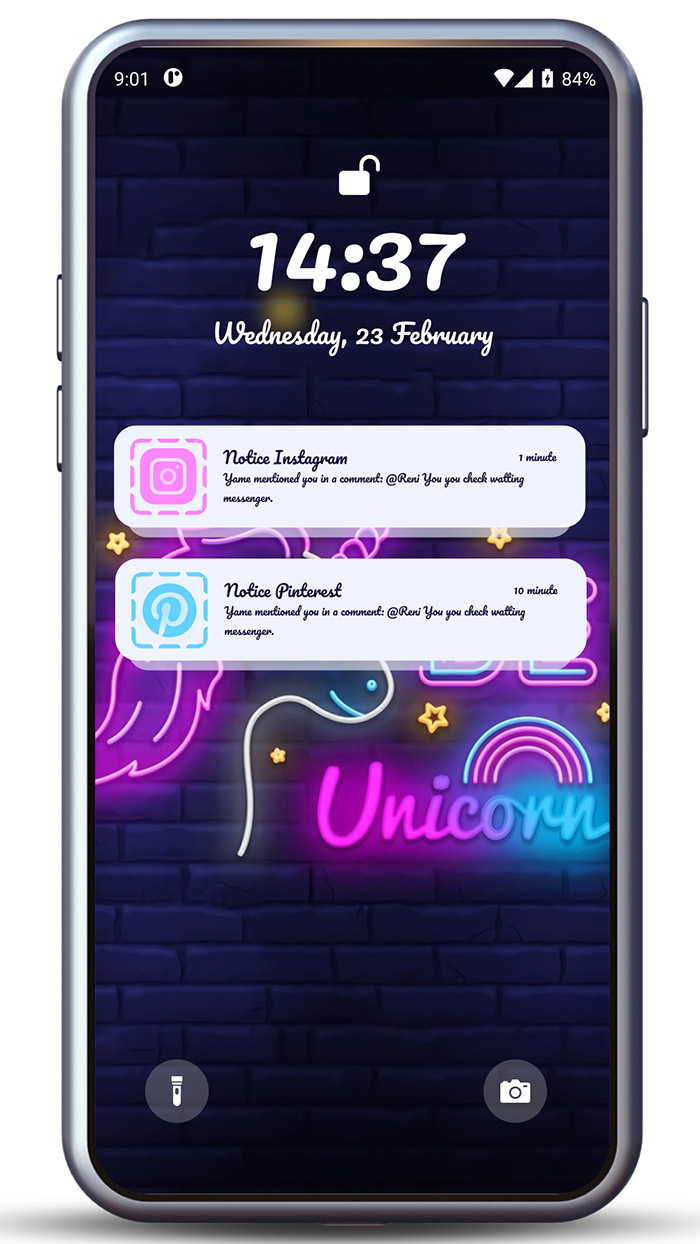 9:01 84%
14:37
Wednesday, 23 February
Notice Instagram 1 minute
Yame mentioned you in a comment: @Reni You you check watting
messenger.
Notice Pinterest 10 minute
Yame mentioned you in a comment: @Reni You you check watting
messenger.
BE
Unicorn